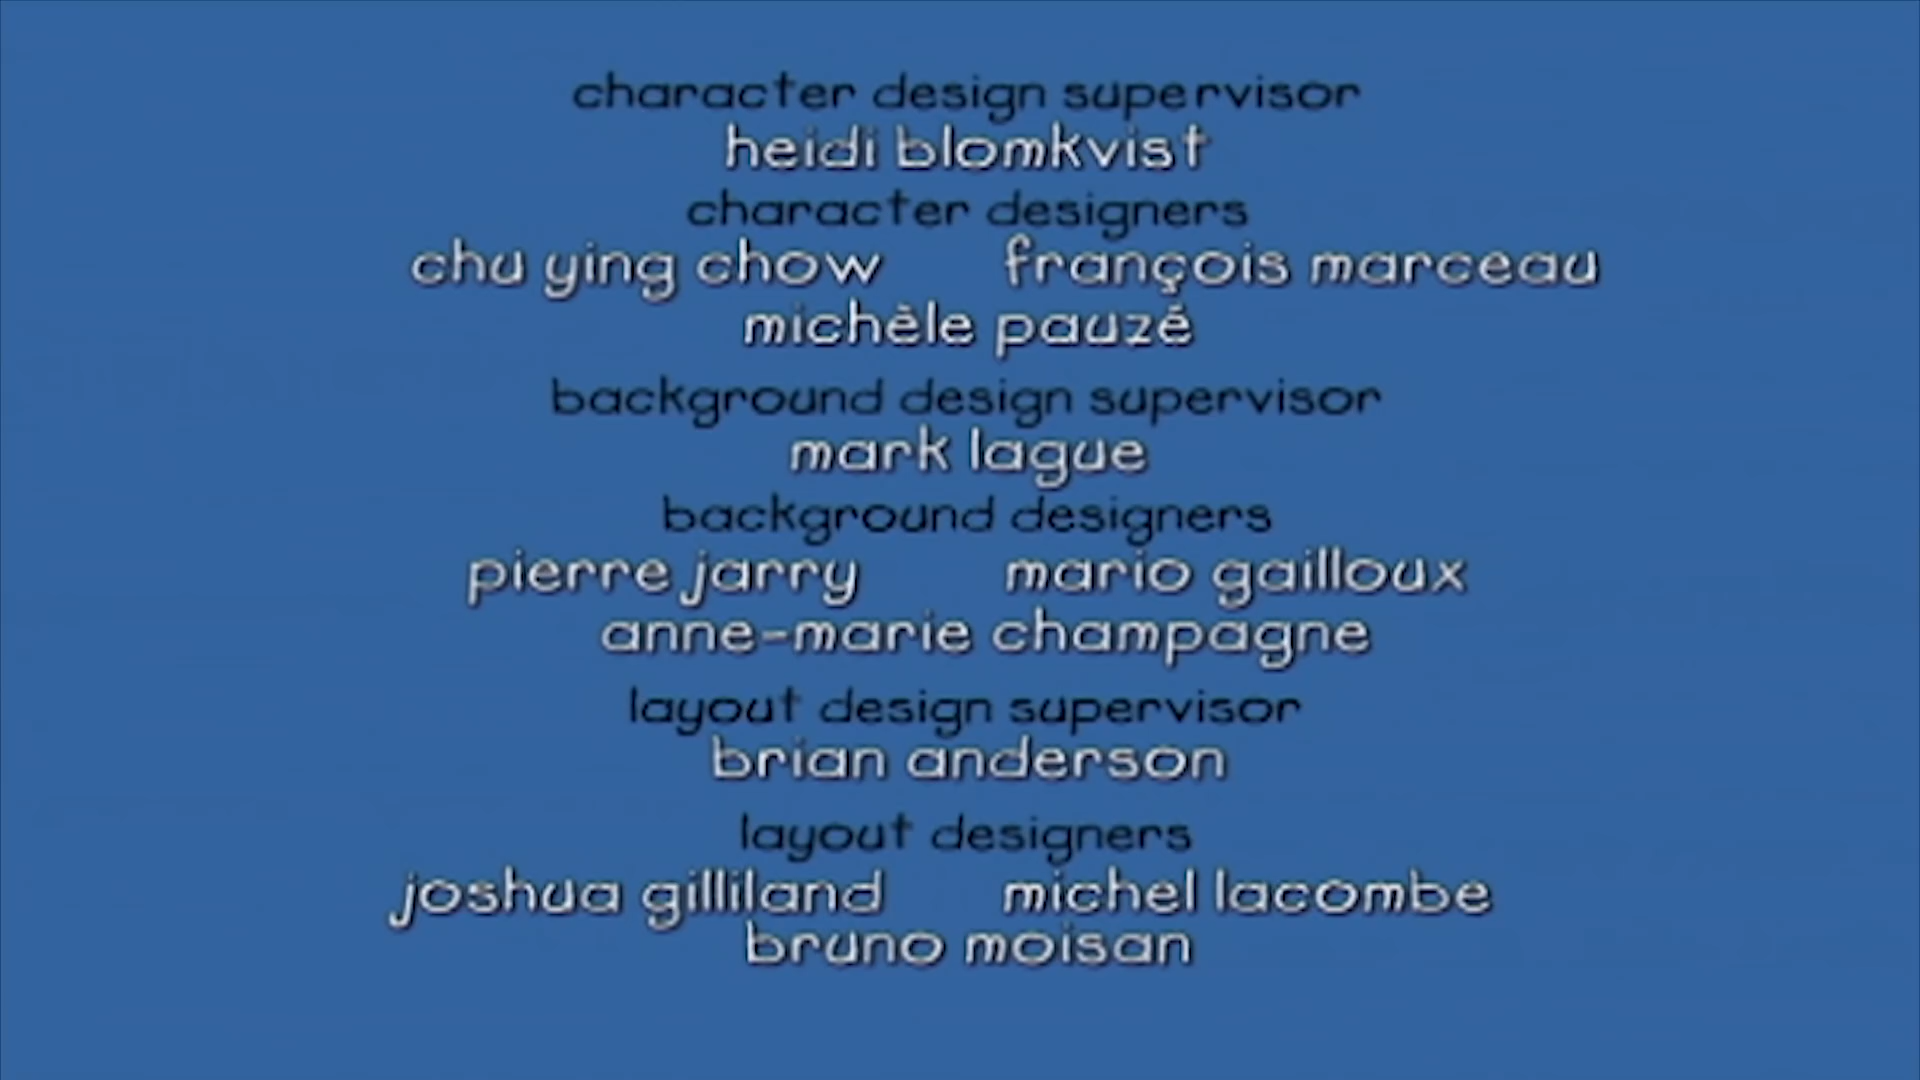 character design supervisor
heidi blomkvist
character designers
chu ying chow françois marceau
michèle pauzé
background design supervisor
mark lague
background designers
pierre jarry mario gailloux
anne-marie champagne
layout design supervisor
brian anderson
layout designers
joshua gilliland michel lacombe
bruno moisan